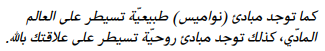 كما توجد مبادئ (نواميس) طبيعيّة تسيطر على العالم
المادّي، كذلك توجد مبادئ روحيّة تسيطر على علاقتك بالله.